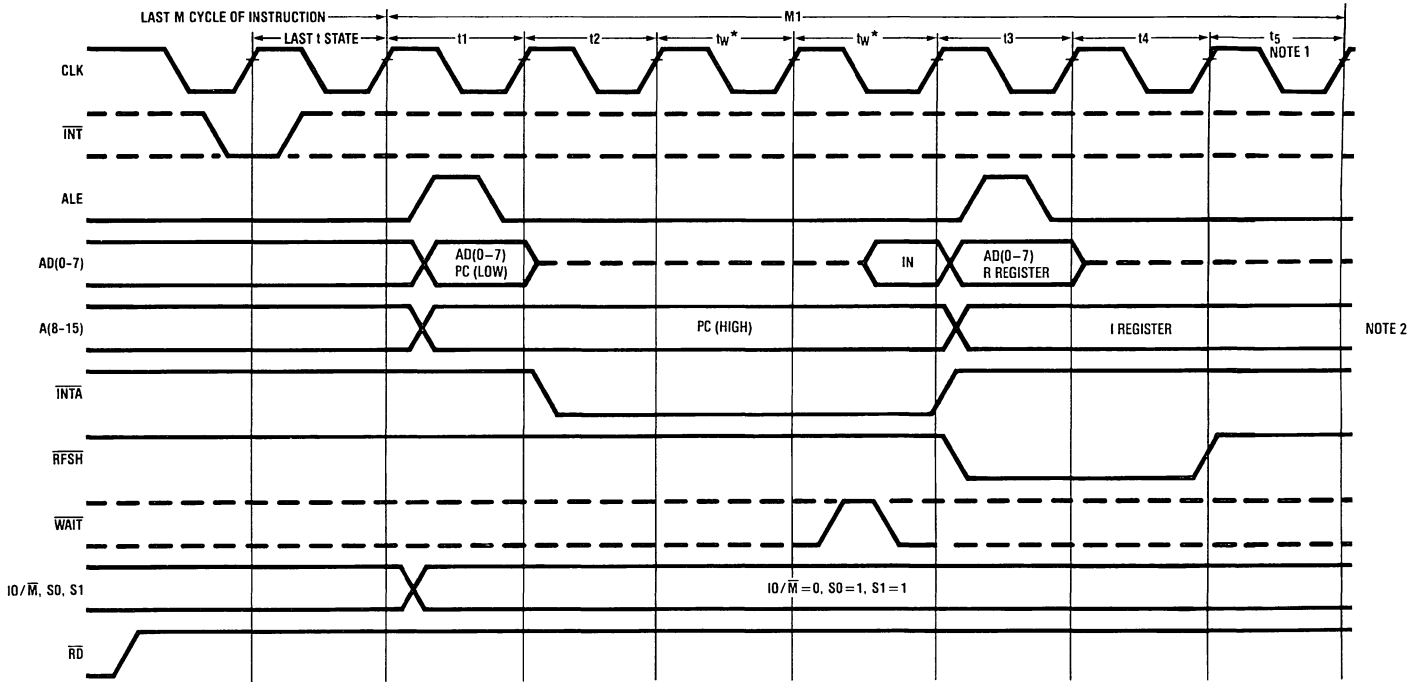 LAST M CYCLE OF INSTRUCTION
M1
LAST t STATE
t1
t2
tw*
tw*
t3
t4
t5
NOTE 1
CLK
INT
ALE
AD(0-7)
AD(0-7)
PC (LOW)
IN
AD(0-7)
R REGISTER
A(8-15)
PC (HIGH)
I REGISTER
NOTE 2
INTA
RFSH
WAIT
IO/M, S0, S1
IO/M=0, S0=1, S1=1
RD